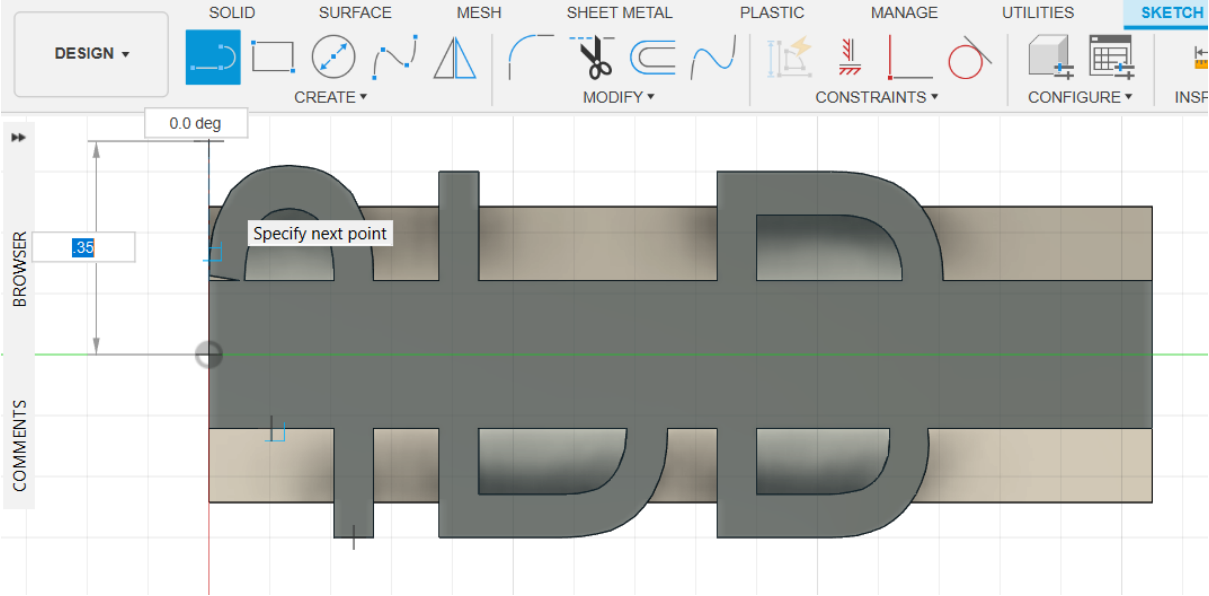 SOLID SURFACE MESH SHEET METAL PLASTIC MANAGE UTILITIES SKETCH
DESIGN
CREATE MODIFY CONSTRAINTS CONFIGURE INSP
0.0 deg
.35
Specify next point
BROWSER
COMMENTS